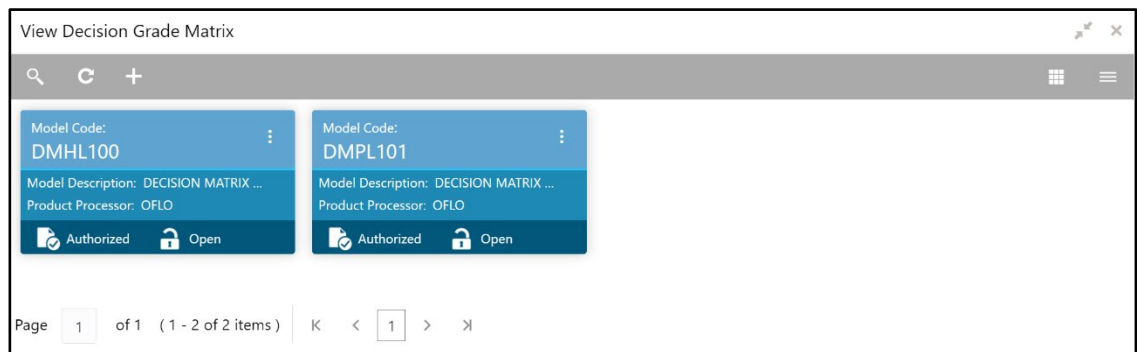 View Decision Grade Matrix
Model Code: Model Code:
DMHL100 DMPL101
Model Description: DECISION MATRIX ... Model Description: DECISION MATRIX ...
Product Processor: OFLO Product Processor: OFLO
Authorized Open Authorized Open
Page 1 of 1 ( 1 - 2 of 2 items ) 1